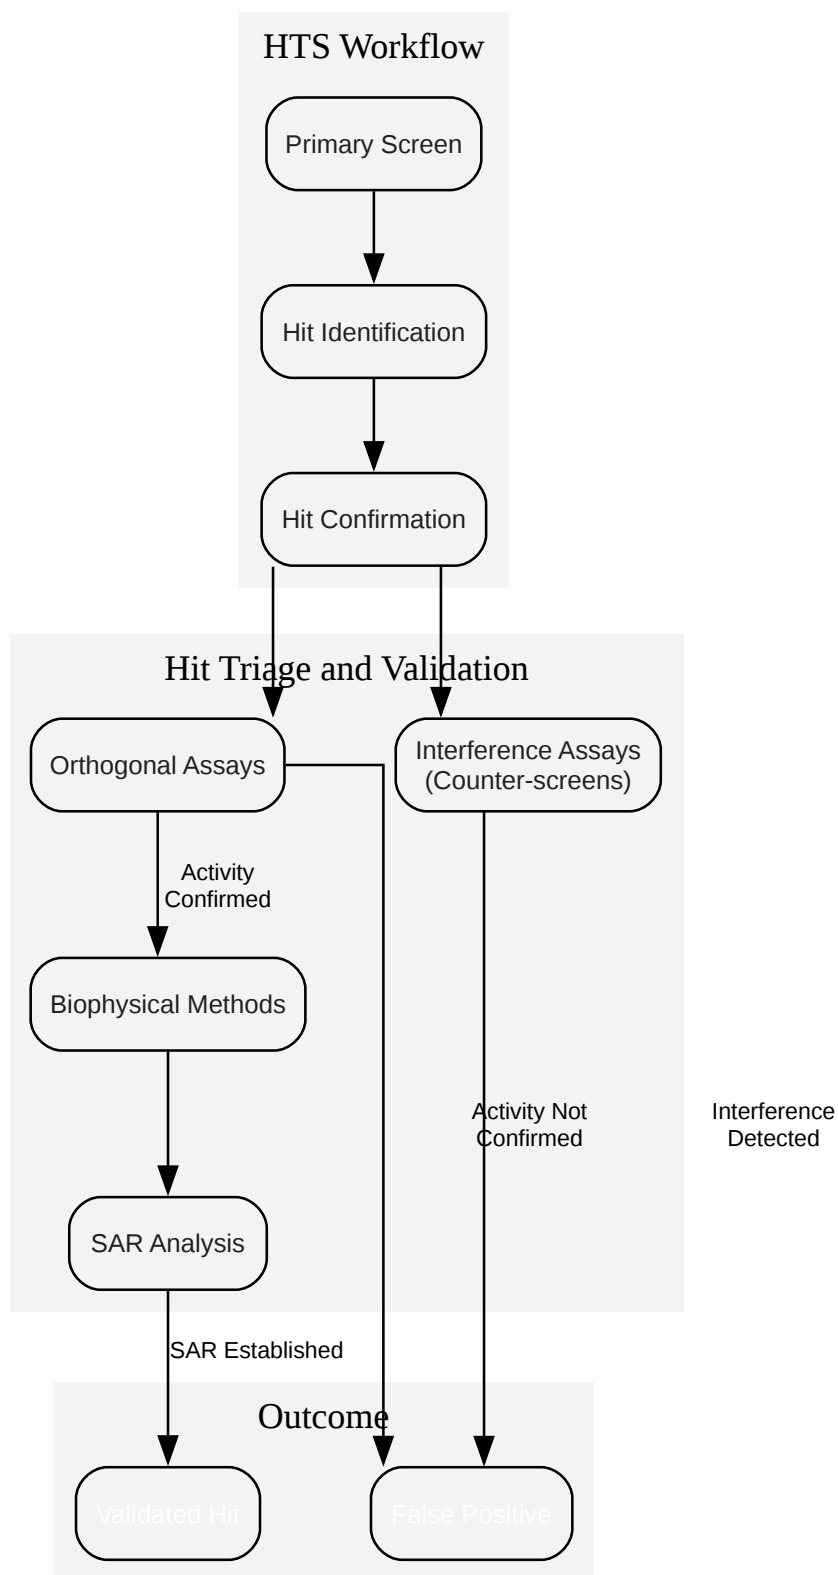 HTS Workflow
Primary Screen
Hit Identification
Hit Confirmation
Hit Triage and Validation
Orthogonal Assays
Interference Assays
(Counter-screens)
Activity
Confirmed
Biophysical Methods
Activity Not
Confirmed
Interference
Detected
SAR Analysis
SAR Established
Outcome
Validated Hit
False Positive